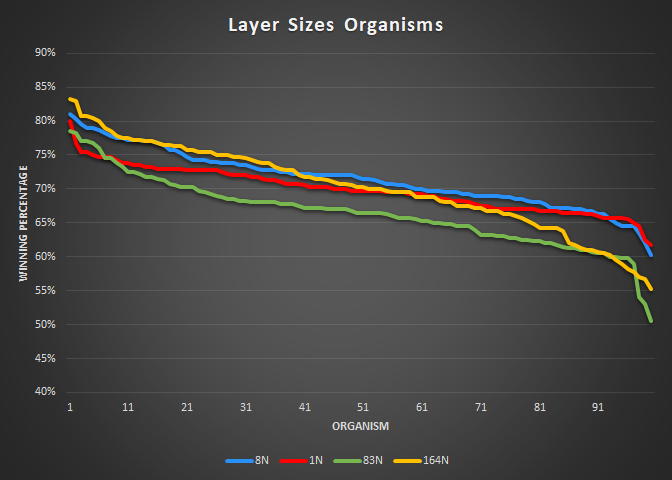 Layer Sizes Organisms
90%
85%
80%
75%
70%
65%
60%
55%
50%
45%
40%
WINNING PERCENTAGE
1 11 21 31 41 51 61 71 81 91
ORGANISM
8N 1N 83N 164N